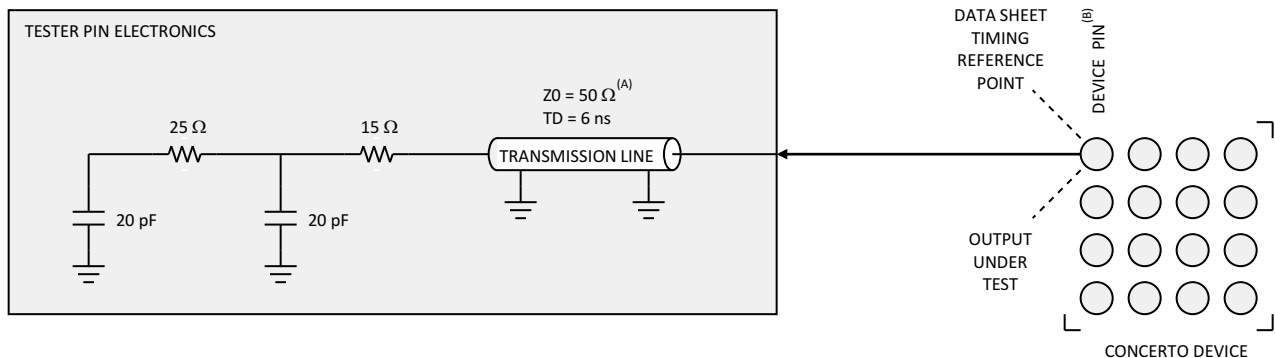 TESTER PIN ELECTRONICS
25 Ω
15 Ω
Z0 = 50 Ω(A)
TD = 6 ns
TRANSMISSION LINE
20 pF
20 pF
DATA SHEET
TIMING
REFERENCE
POINT
DEVICE PIN(B)
OUTPUT
UNDER
TEST
CONCERTO DEVICE